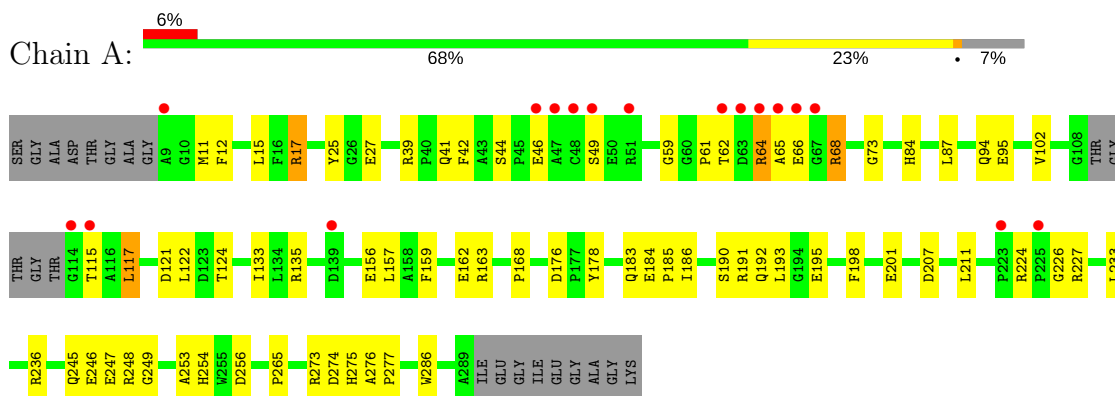 6%
Chain A:
68% 23% • 7%
SER GLY ALA ASP THR GLY ALA GLY A9 G10 M11 F12 L15 F16 R17 Y25 G26 E27 R39 P40 Q41 F42 A43 S44 P45 E46 A47 C48 S49 E50 R51 G59 G60 P61 T62 D63 R64 A65 E66 G67 R68 G73 H84 L87 Q94 E95 V102 G108 THR GLY
THR GLY THR G114 T115 A116 L117 D121 L122 D123 T124 I133 L134 R135 D139 E156 L157 A158 F159 E162 R163 P168 D176 P177 Y178 Q183 E184 P185 I186 S190 R191 Q192 L193 G194 E195 F198 E201 D207 L211 P223 R224 P225 G226 R227 L233
R236 Q245 E246 E247 R248 G249 A253 H254 W255 D256 P265 R273 D274 H275 A276 P277 W286 A289 ILE GLU GLY ILE GLU GLY ALA GLY LYS